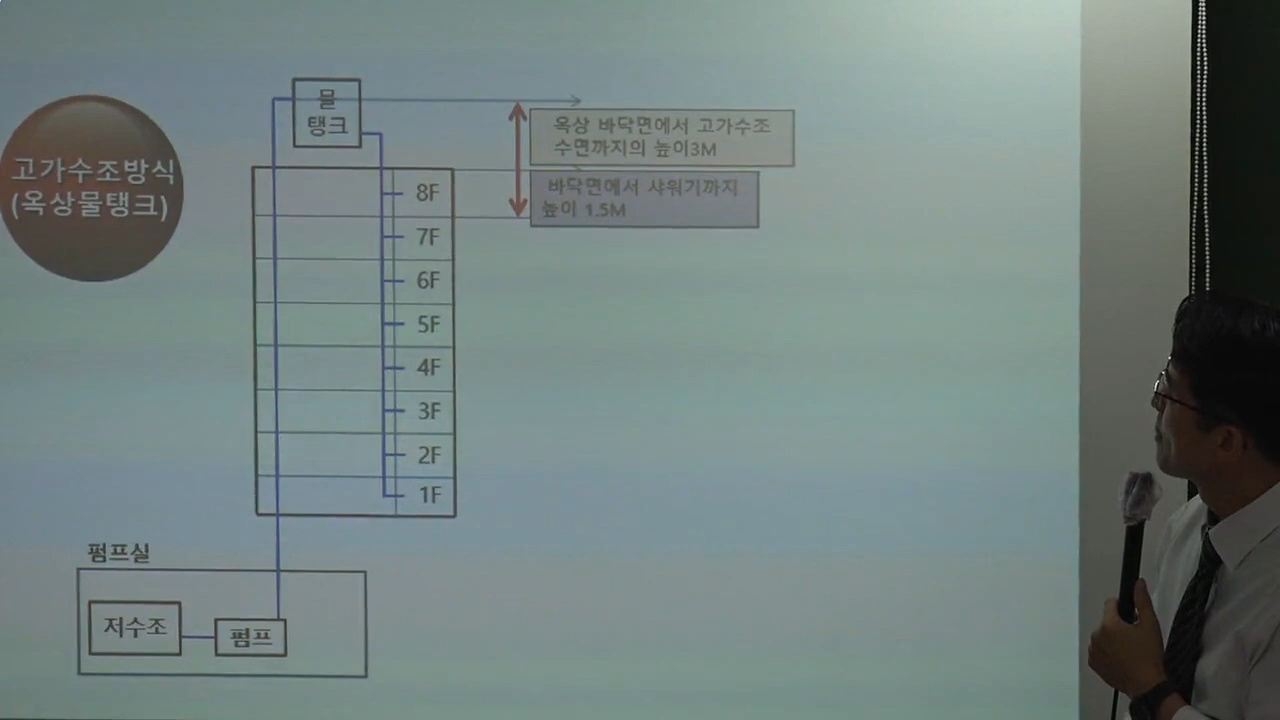 고가수조방식
(옥상물탱크)
물
탱크
옥상 바닥면에서 고가수조
수면까지의 높이3M
바닥면에서 샤워기까지
높이 1.5M
8F
7F
6F
5F
4F
3F
2F
1F
펌프실
저수조
펌프